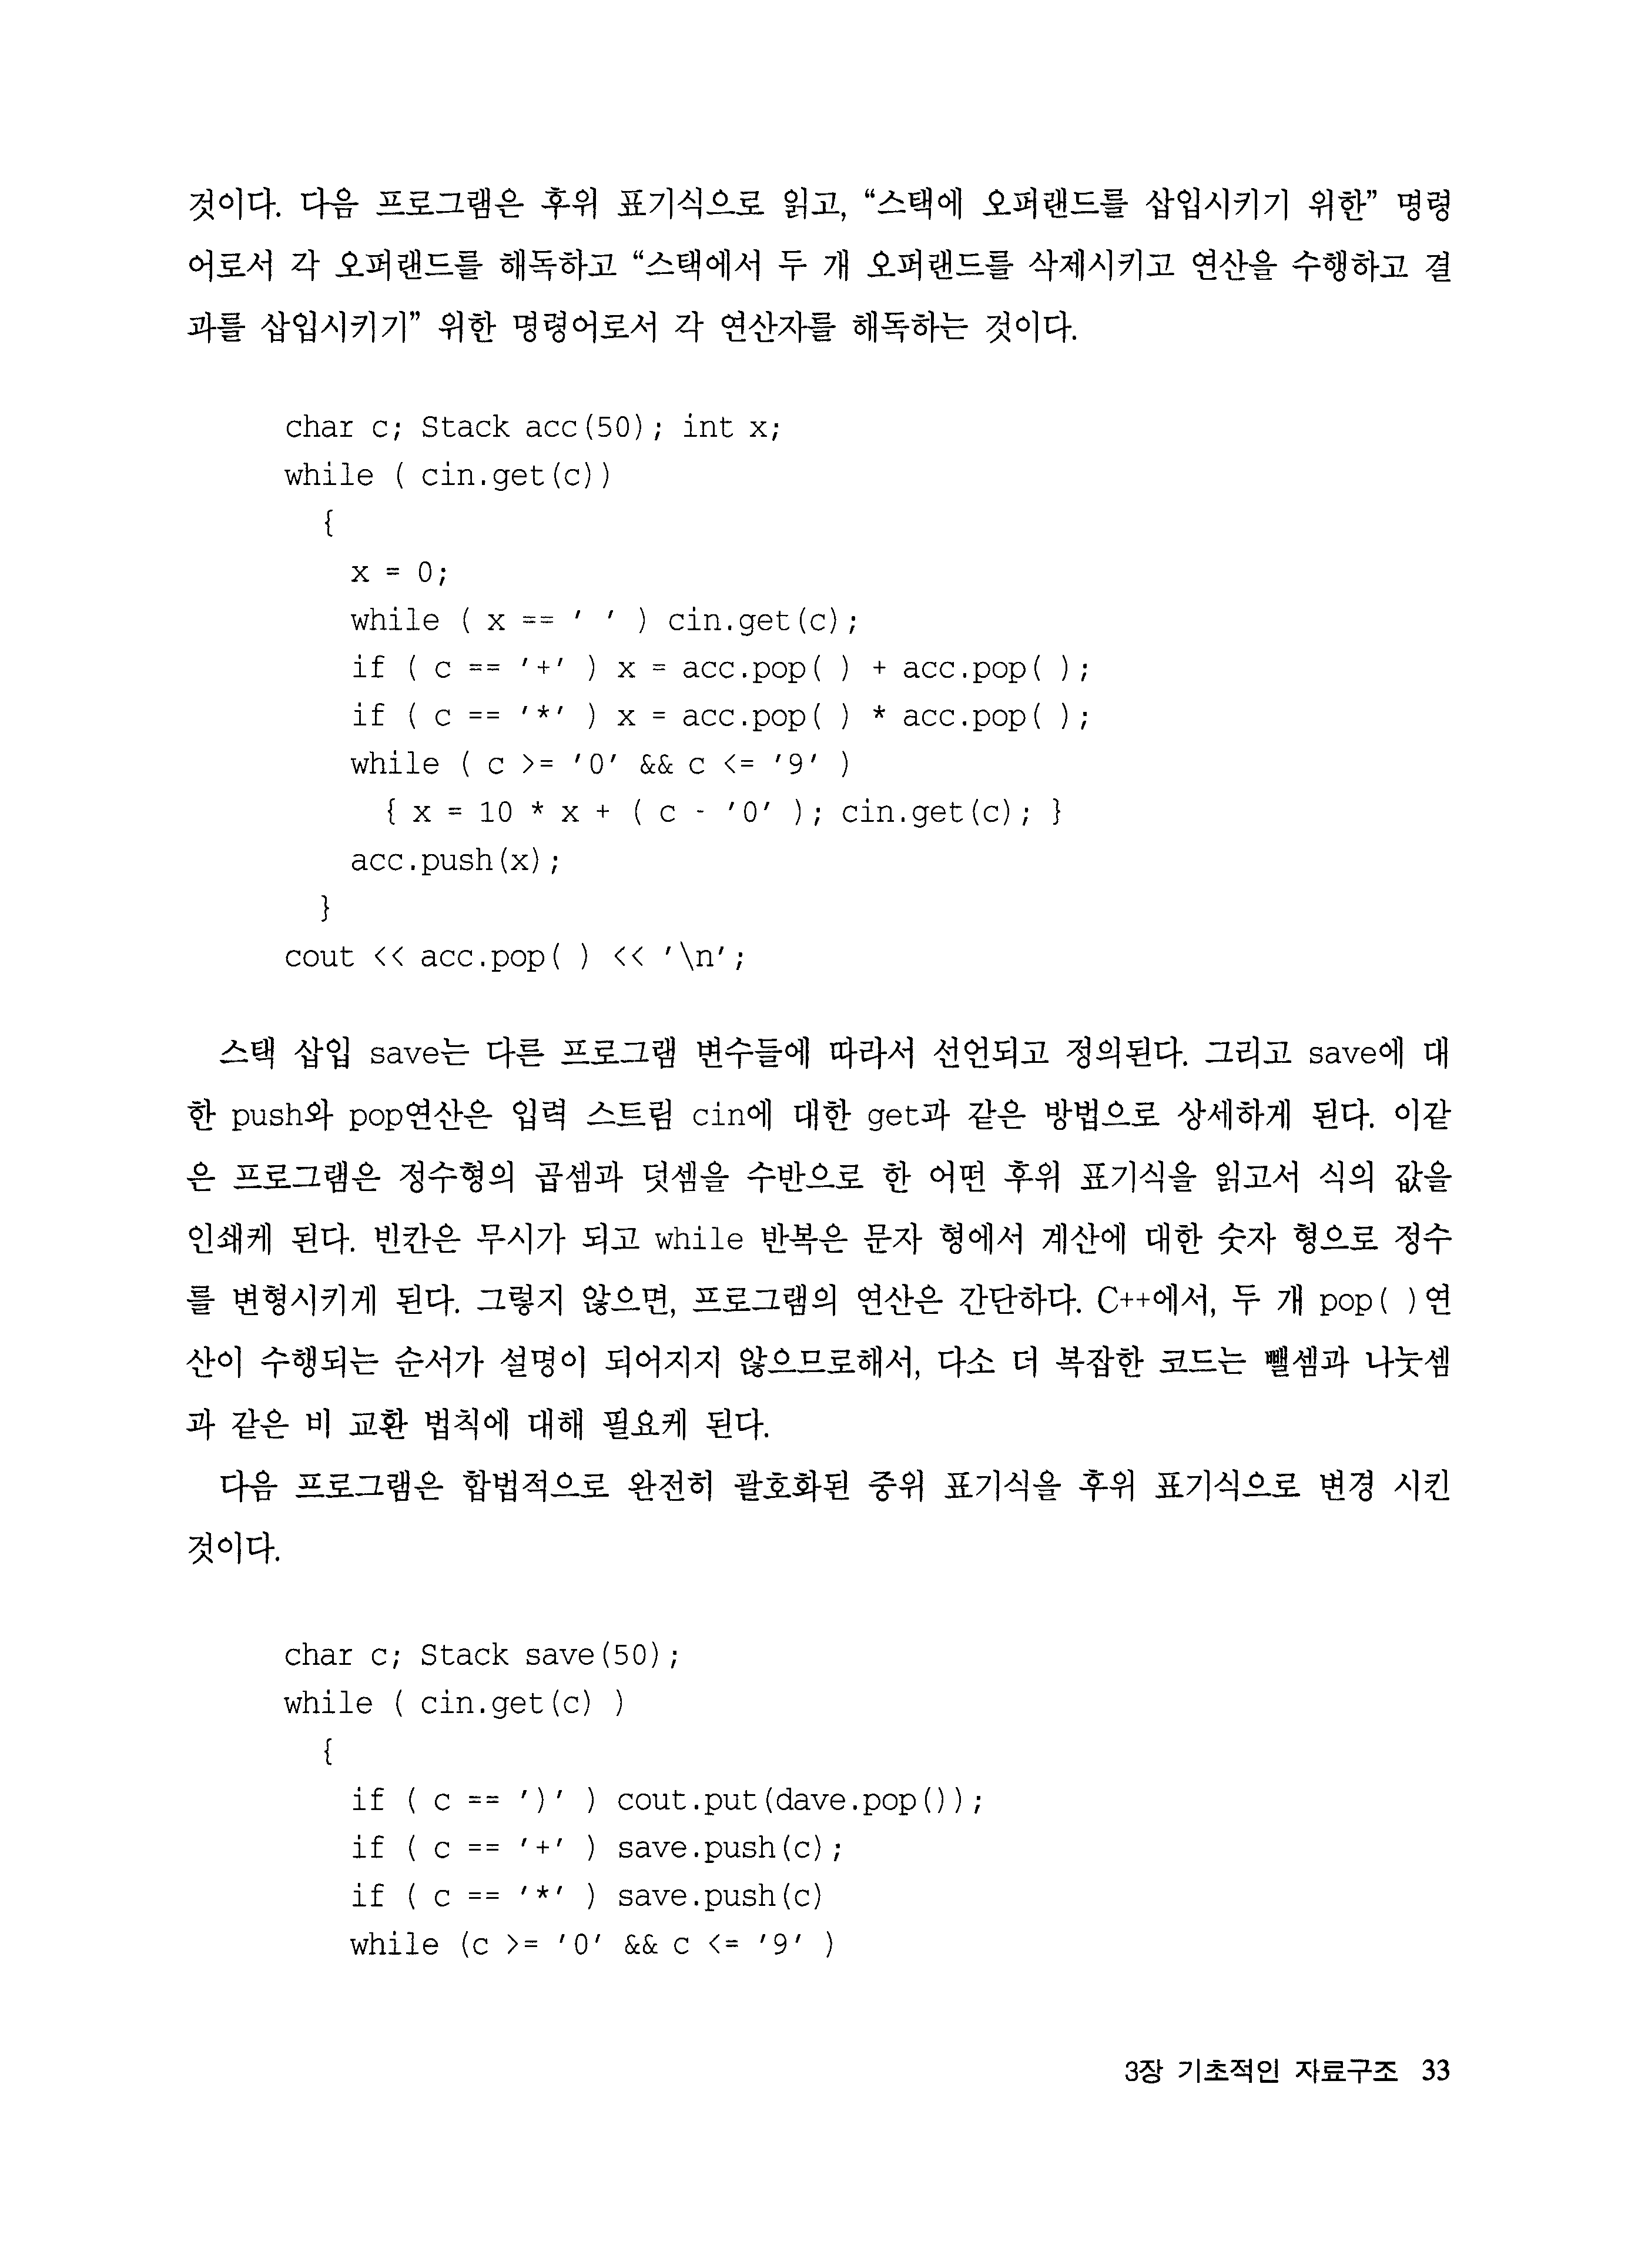 것이다. 다음 프로그램은 후위 표기식으로 읽고, “스택에 오퍼랜드를 삽입시키기 위한” 명령
어로서 각 오퍼랜드를 해독하고 “스택에서 두 개 오퍼랜드를 삭제시키고 연산을 수행하고 결
과를 삽입시키기” 위한 명령어로서 각 연산자를 해독하는 것이다.
char c; Stack acc(50); int x;
while ( cin.get(c))
{
x = 0;
while ( x == ' ' ) cin.get(c);
if ( c == '+' ) x = acc.pop( ) + acc.pop( );
if ( c == '*' ) x = acc.pop( ) * acc.pop( );
while ( c >= '0' && c <= '9' )
{ x = 10 * x + ( c - '0' ); cin.get(c); }
acc.push(x);
}
cout << acc.pop( ) << '\n';
스택 삽입 save는 다른 프로그램 변수들에 따라서 선언되고 정의된다. 그리고 save에 대
한 push와 pop연산은 입력 스트림 cin에 대한 get과 같은 방법으로 상세하게 된다. 이같
은 프로그램은 정수형의 곱셈과 덧셈을 수반으로 한 어떤 후위 표기식을 읽고서 식의 값을
인쇄케 된다. 빈칸은 무시가 되고 while 반복은 문자 형에서 계산에 대한 숫자 형으로 정수
를 변형시키게 된다. 그렇지 않으면, 프로그램의 연산은 간단하다. C++에서, 두 개 pop( )연
산이 수행되는 순서가 설명이 되어지지 않으므로해서, 다소 더 복잡한 코드는 뺄셈과 나눗셈
과 같은 비 교환 법칙에 대해 필요케 된다.
다음 프로그램은 합법적으로 완전히 괄호화된 중위 표기식을 후위 표기식으로 변경 시킨
것이다.
char c; Stack save(50);
while ( cin.get(c) )
{
if ( c == ')' ) cout.put(dave.pop());
if ( c == '+' ) save.push(c);
if ( c == '*' ) save.push(c)
while (c >= '0' && c <= '9' )
3장 기초적인 자료구조 33